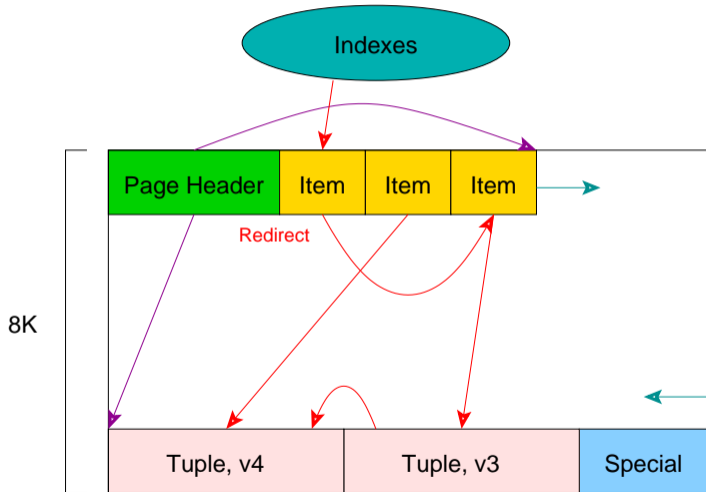 Indexes
Page Header
Item
Item
Item
Redirect
8K
Tuple, v4
Tuple, v3
Special